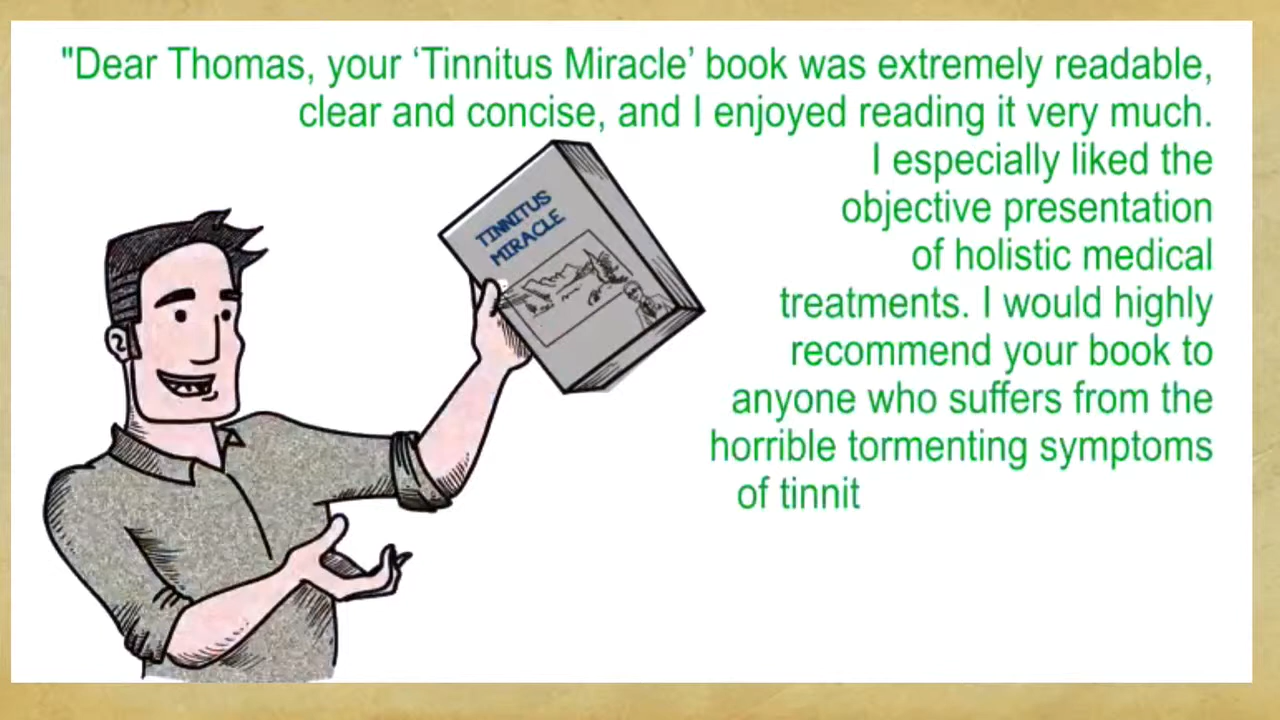 "Dear Thomas, your ‘Tinnitus Miracle’ book was extremely readable,
clear and concise, and I enjoyed reading it very much.
I especially liked the
objective presentation
of holistic medical
treatments. I would highly
recommend your book to
anyone who suffers from the
horrible tormenting symptoms
of tinnit
TINNITUS
MIRACLE